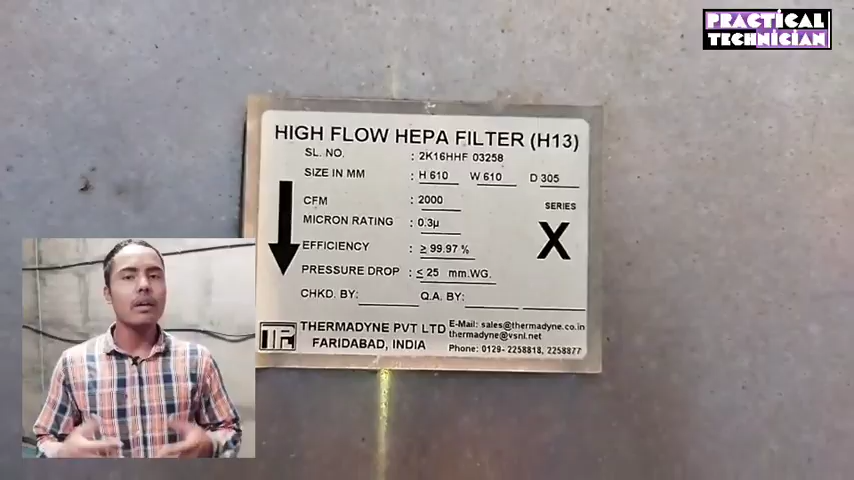 PRACTICAL
TECHNICIAN
HIGH FLOW HEPA FILTER (H13)
SL. NO. : 2K16HHF 03258
SIZE IN MM : H 610 W 610 D 305
CFM : 2000
SERIES
MICRON RATING : 0.3µ
X
EFFICIENCY : ≥ 99.97 %
PRESSURE DROP : ≤ 25 mm.WG.
CHKD. BY: Q.A. BY:
TPL THERMADYNE PVT LTD
FARIDABAD, INDIA
E-Mail: sales@thermadyne.co.in
thermadyne@vsnl.net
Phone: 0129- 2258818, 2258877